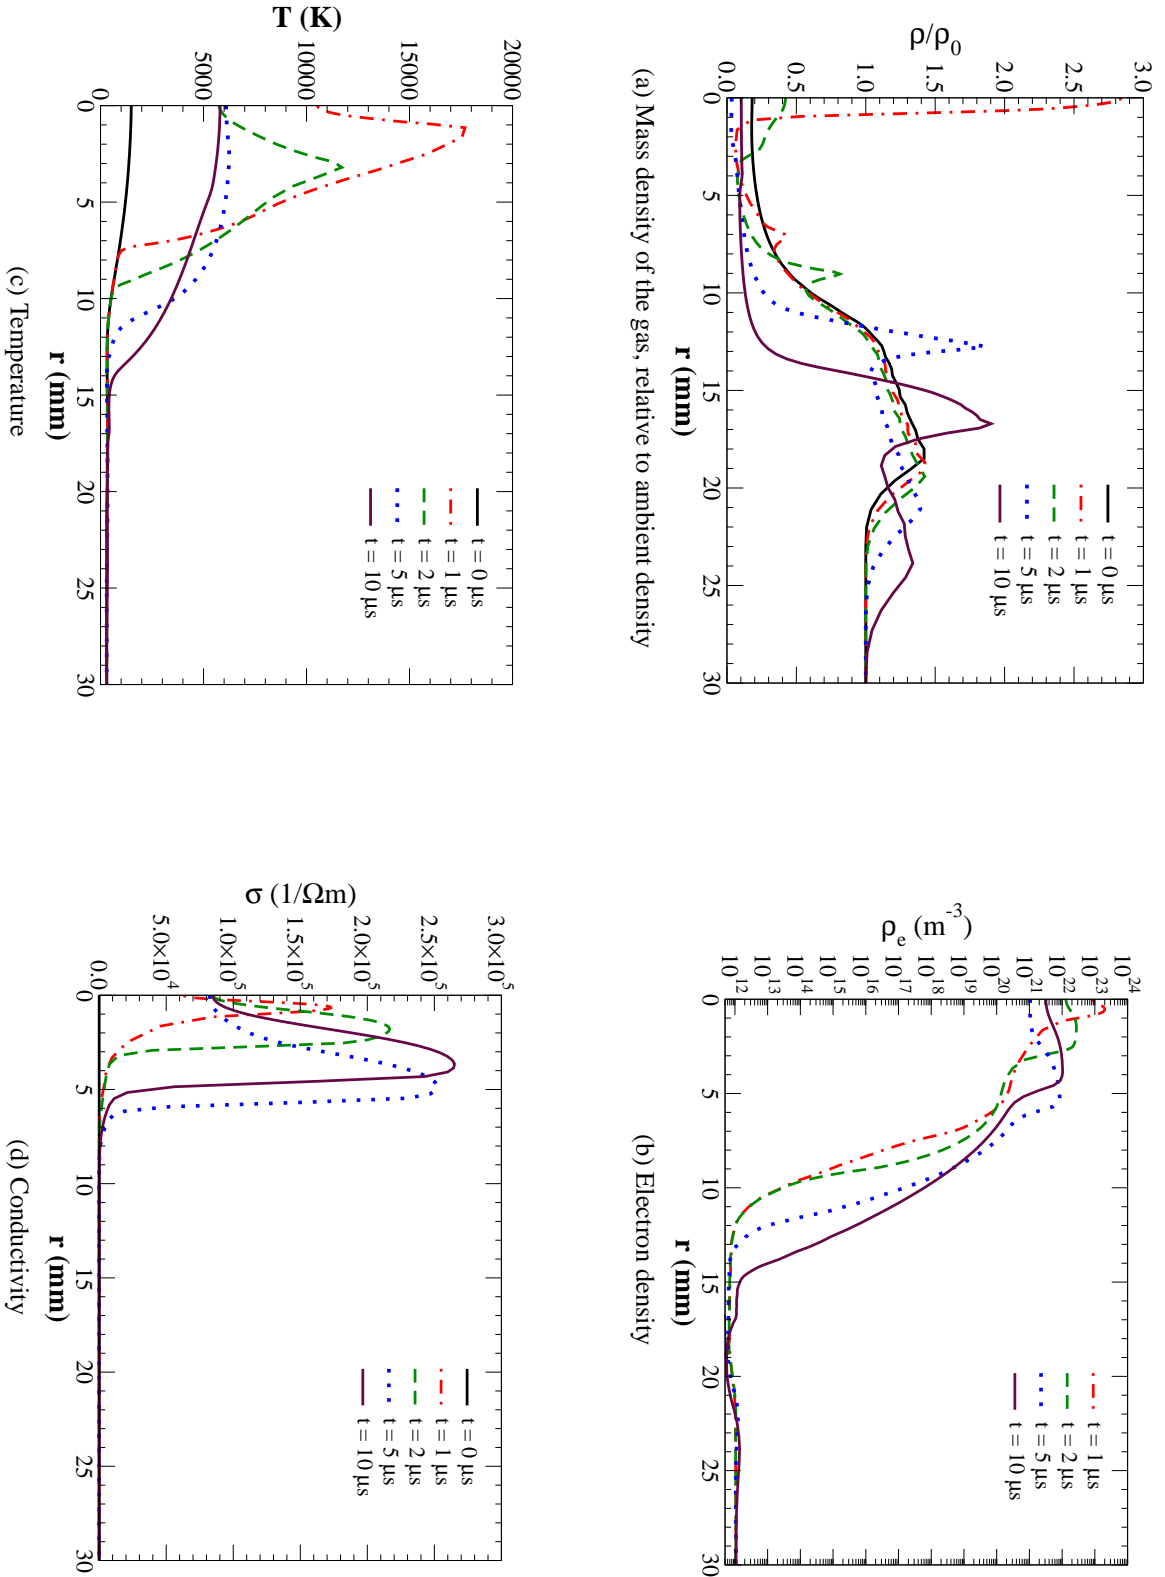 3.0
2.5
2.0
1.5
1.0
0.5
0.0
ρ/ρ0
t = 0 μs
t = 1 μs
t = 2 μs
t = 5 μs
t = 10 μs
0 5 10 15 20 25 30
r (mm)
(a) Mass density of the gas, relative to ambient density
10^24
10^23
10^22
10^21
10^20
10^19
10^18
10^17
10^16
10^15
10^14
10^13
10^12
ρe (m^-3)
t = 1 μs
t = 2 μs
t = 5 μs
t = 10 μs
0 5 10 15 20 25 30
r (mm)
(b) Electron density
20000
15000
10000
5000
0
T (K)
t = 0 μs
t = 1 μs
t = 2 μs
t = 5 μs
t = 10 μs
0 5 10 15 20 25 30
r (mm)
(c) Temperature
3.0×10^5
2.5×10^5
2.0×10^5
1.5×10^5
1.0×10^5
5.0×10^4
0.0
σ (1/Ωm)
t = 0 μs
t = 1 μs
t = 2 μs
t = 5 μs
t = 10 μs
0 5 10 15 20 25 30
r (mm)
(d) Conductivity